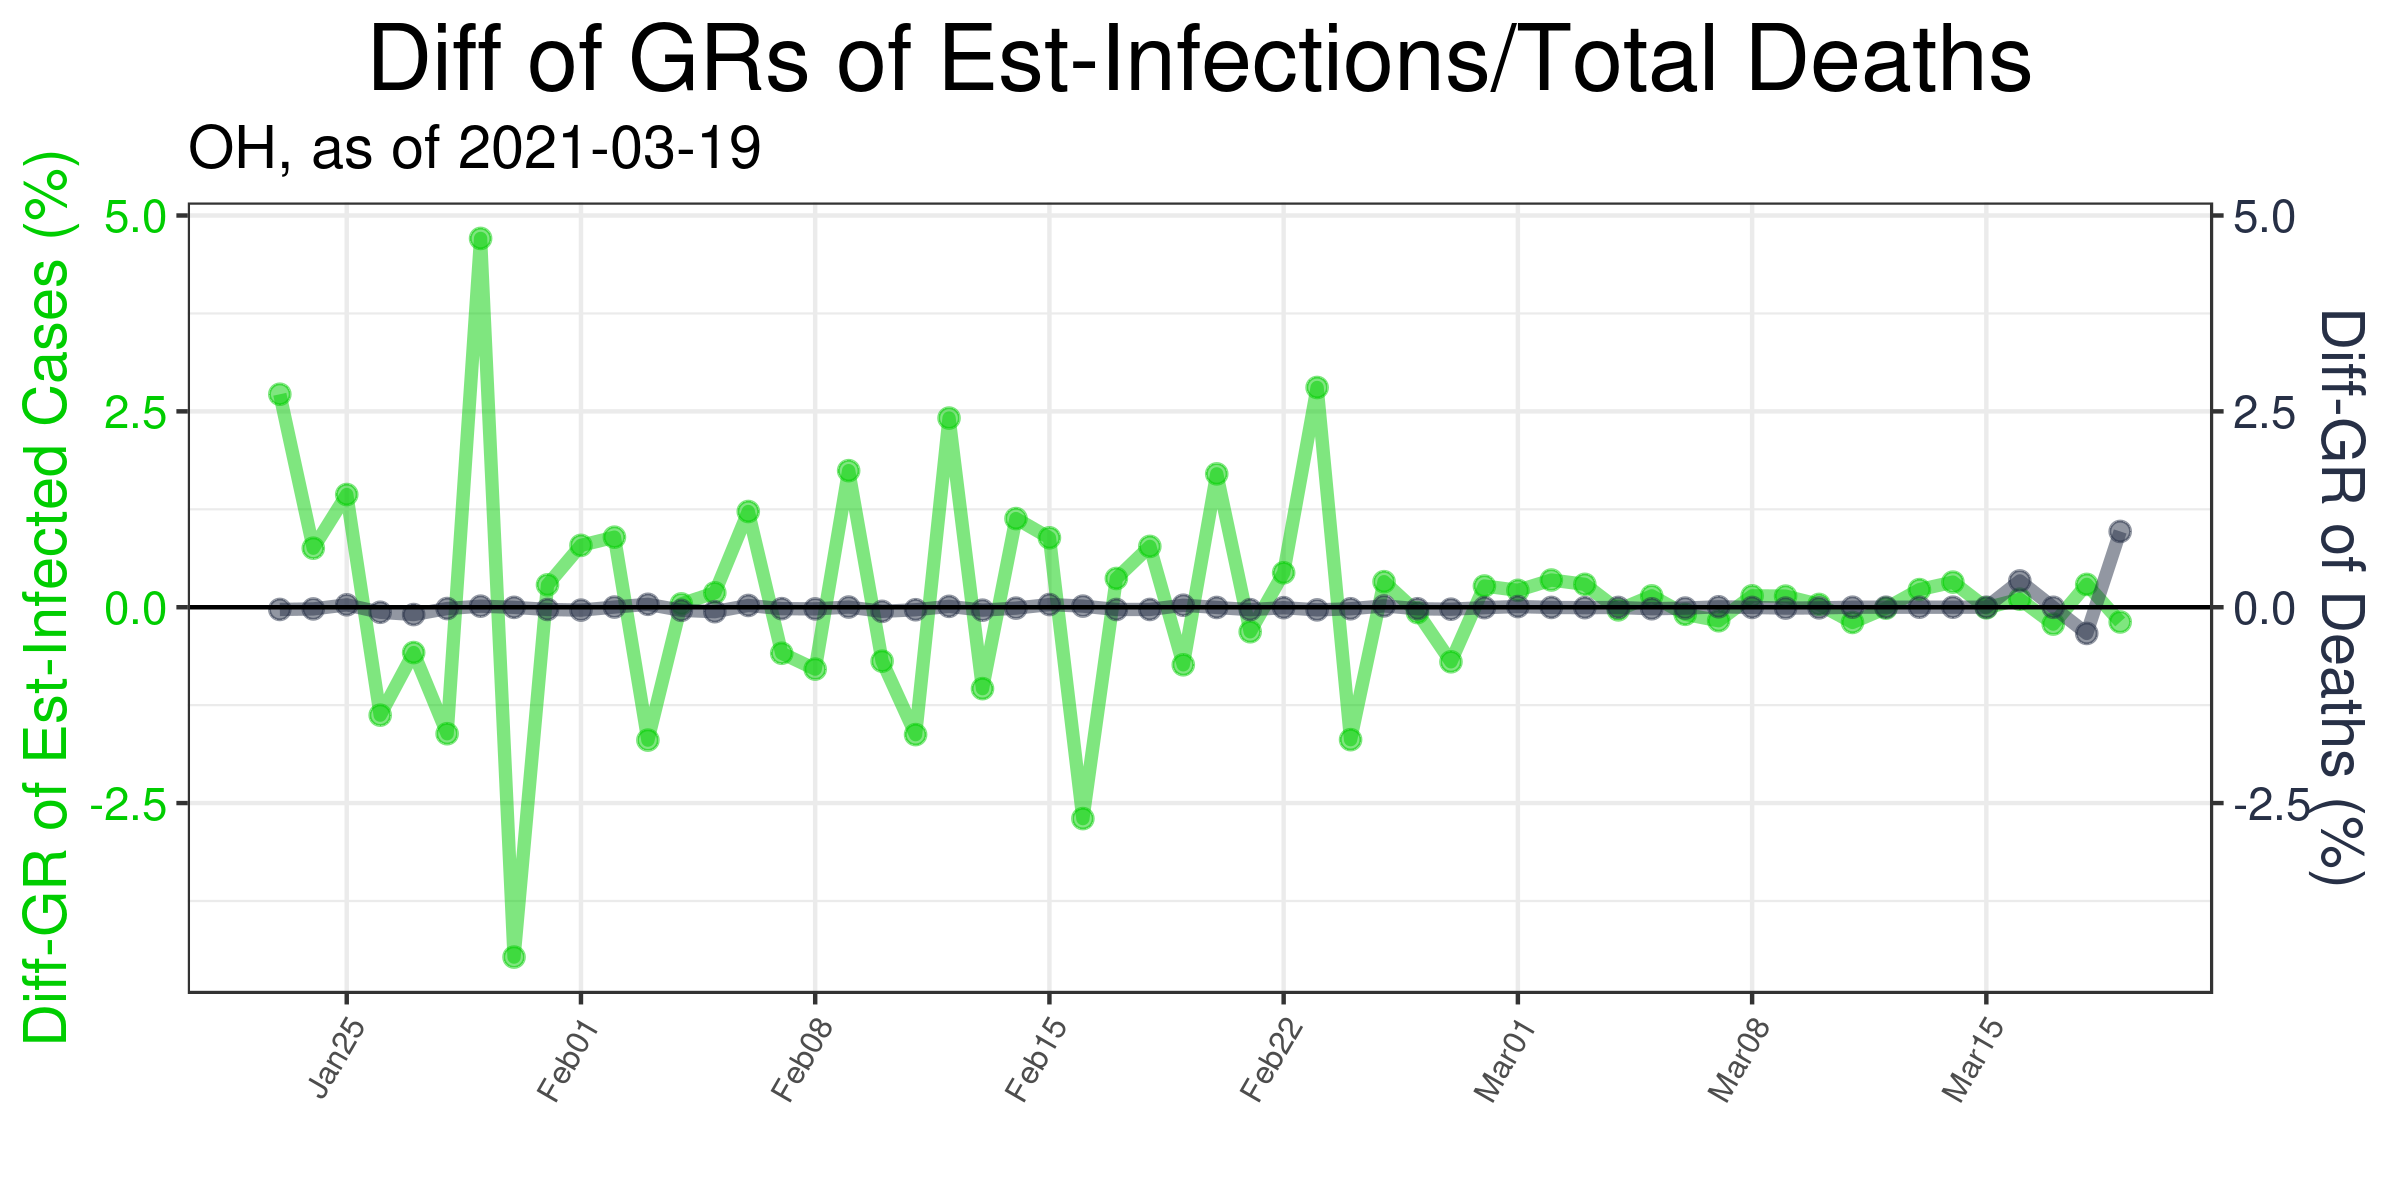 Diff of GRs of Est-Infections/Total Deaths
OH, as of 2021-03-19
Diff-GR of Est-Infected Cases (%)
5.0
2.5
0.0
-2.5
5.0
2.5
0.0
-2.5
Diff-GR of Deaths (%)
Jan25
Feb01
Feb08
Feb15
Feb22
Mar01
Mar08
Mar15